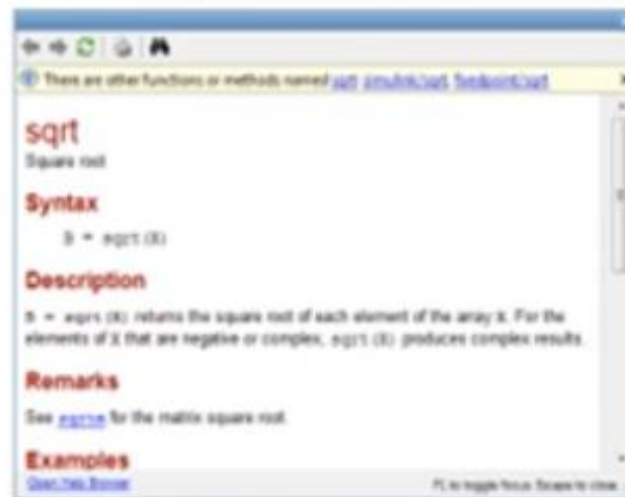 There are other functions or methods named sqrt: simulink/sqrt, fixedpoint/sqrt
sqrt
Square root
Syntax
B = sqrt(X)
Description
B = sqrt(X) returns the square root of each element of the array X. For the
elements of X that are negative or complex, sqrt(X) produces complex results.
Remarks
See sqrtm for the matrix square root.
Examples
Open Help Browser
F1 to toggle focus. Escape to close.